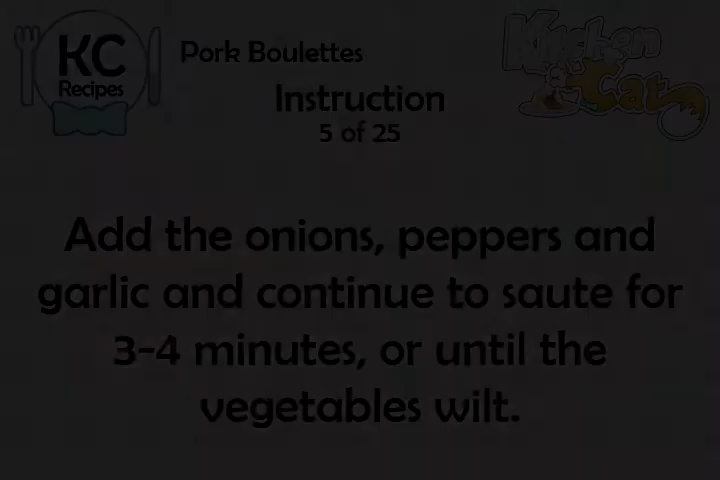 KC
Recipes
Pork Boulettes
Kitchen
Cat
Instruction
5 of 25
Add the onions, peppers and
garlic and continue to saute for
3-4 minutes, or until the
vegetables wilt.